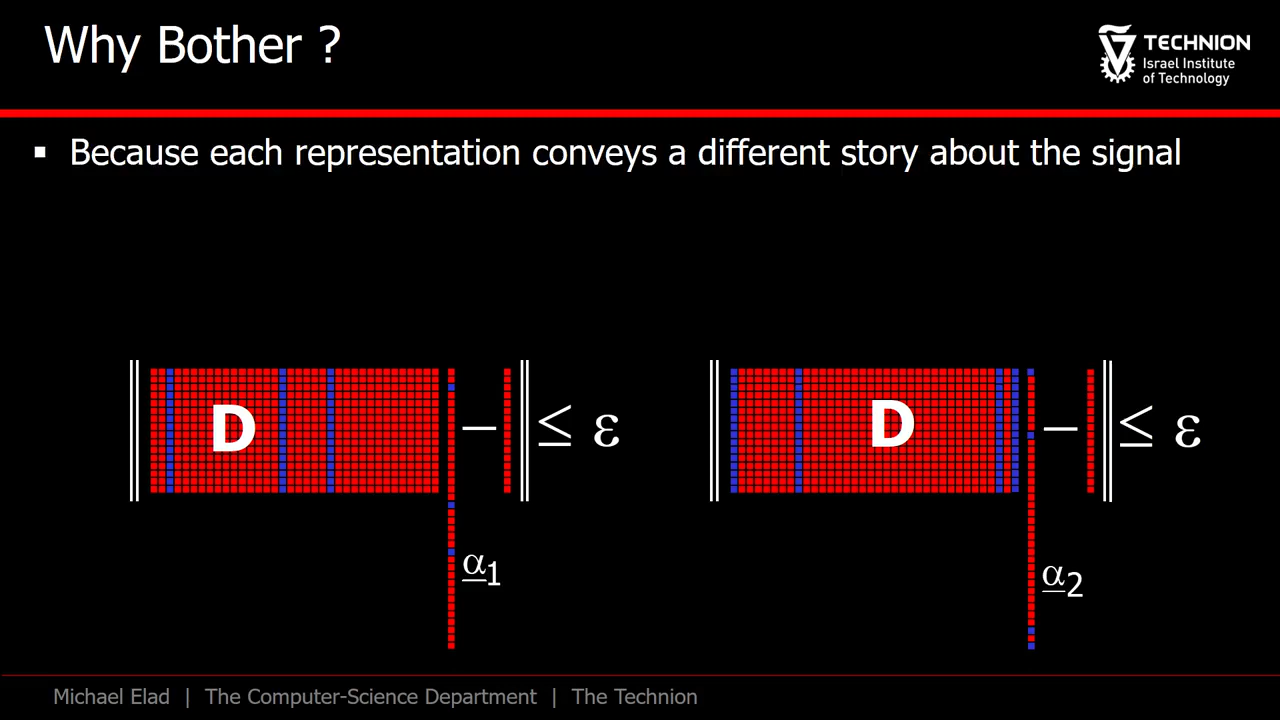 Why Bother ?
TECHNION
Israel Institute
of Technology
▪ Because each representation conveys a different story about the signal
D − ≤ ε
α1
D − ≤ ε
α2
Michael Elad | The Computer-Science Department | The Technion